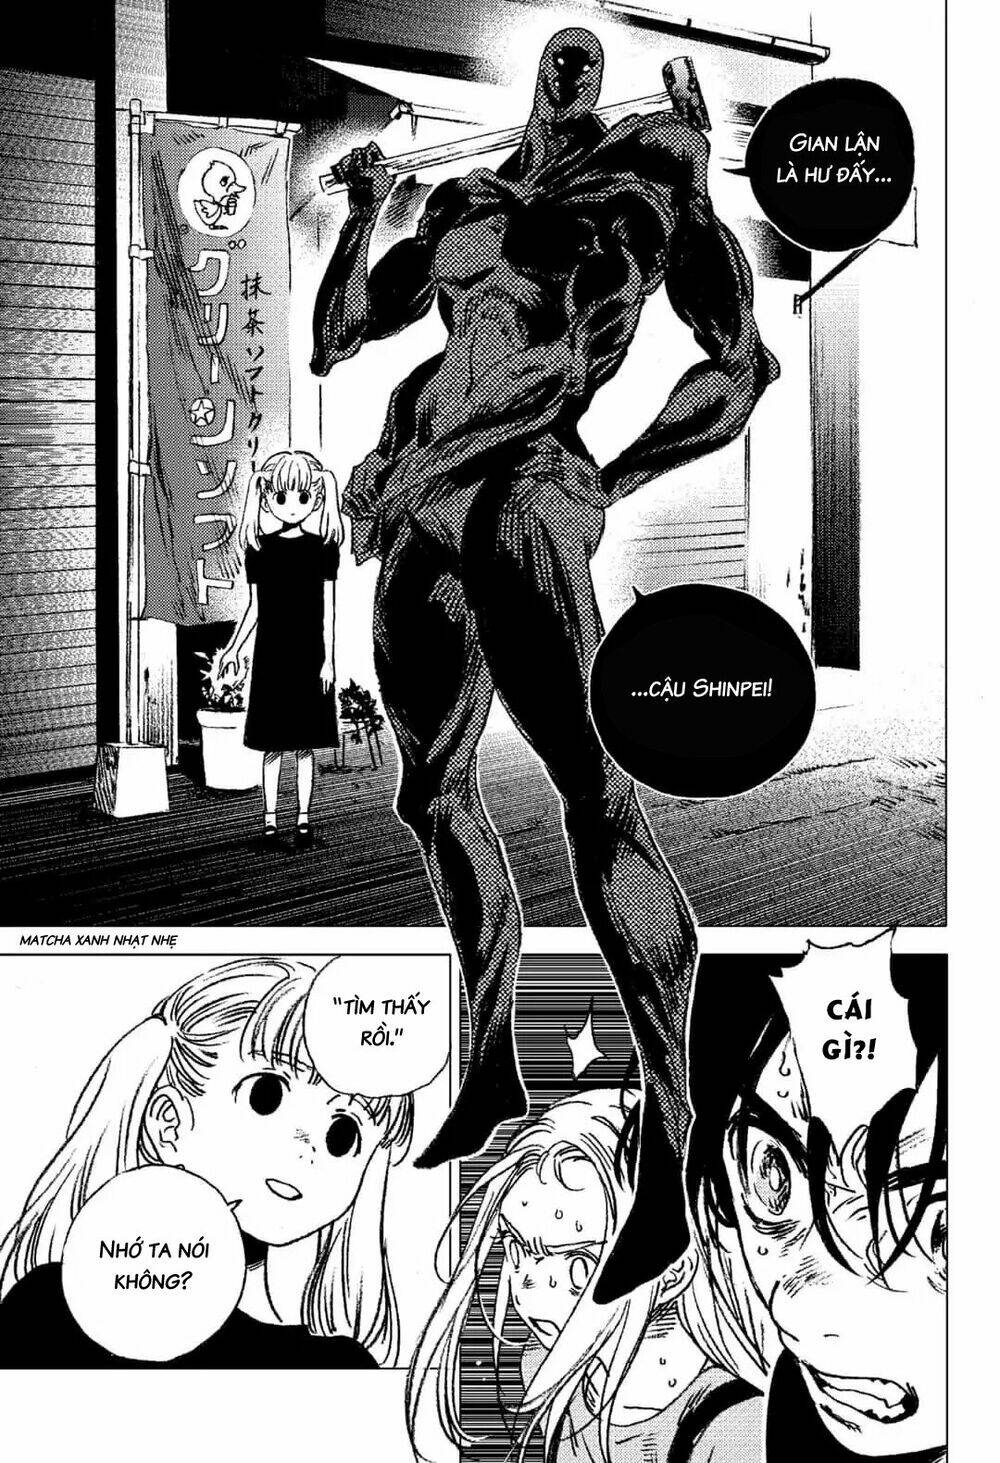 GIAN LẬN
LÀ HƯ ĐẤY...
グリーンソフト
抹茶ソフトクリー
...CẬU SHINPEI!
MATCHA XANH NHẠT NHẸ
CÁI
GÌ?!
"TÌM THẤY
RỒI."
NHỚ TA NÓI
KHÔNG?